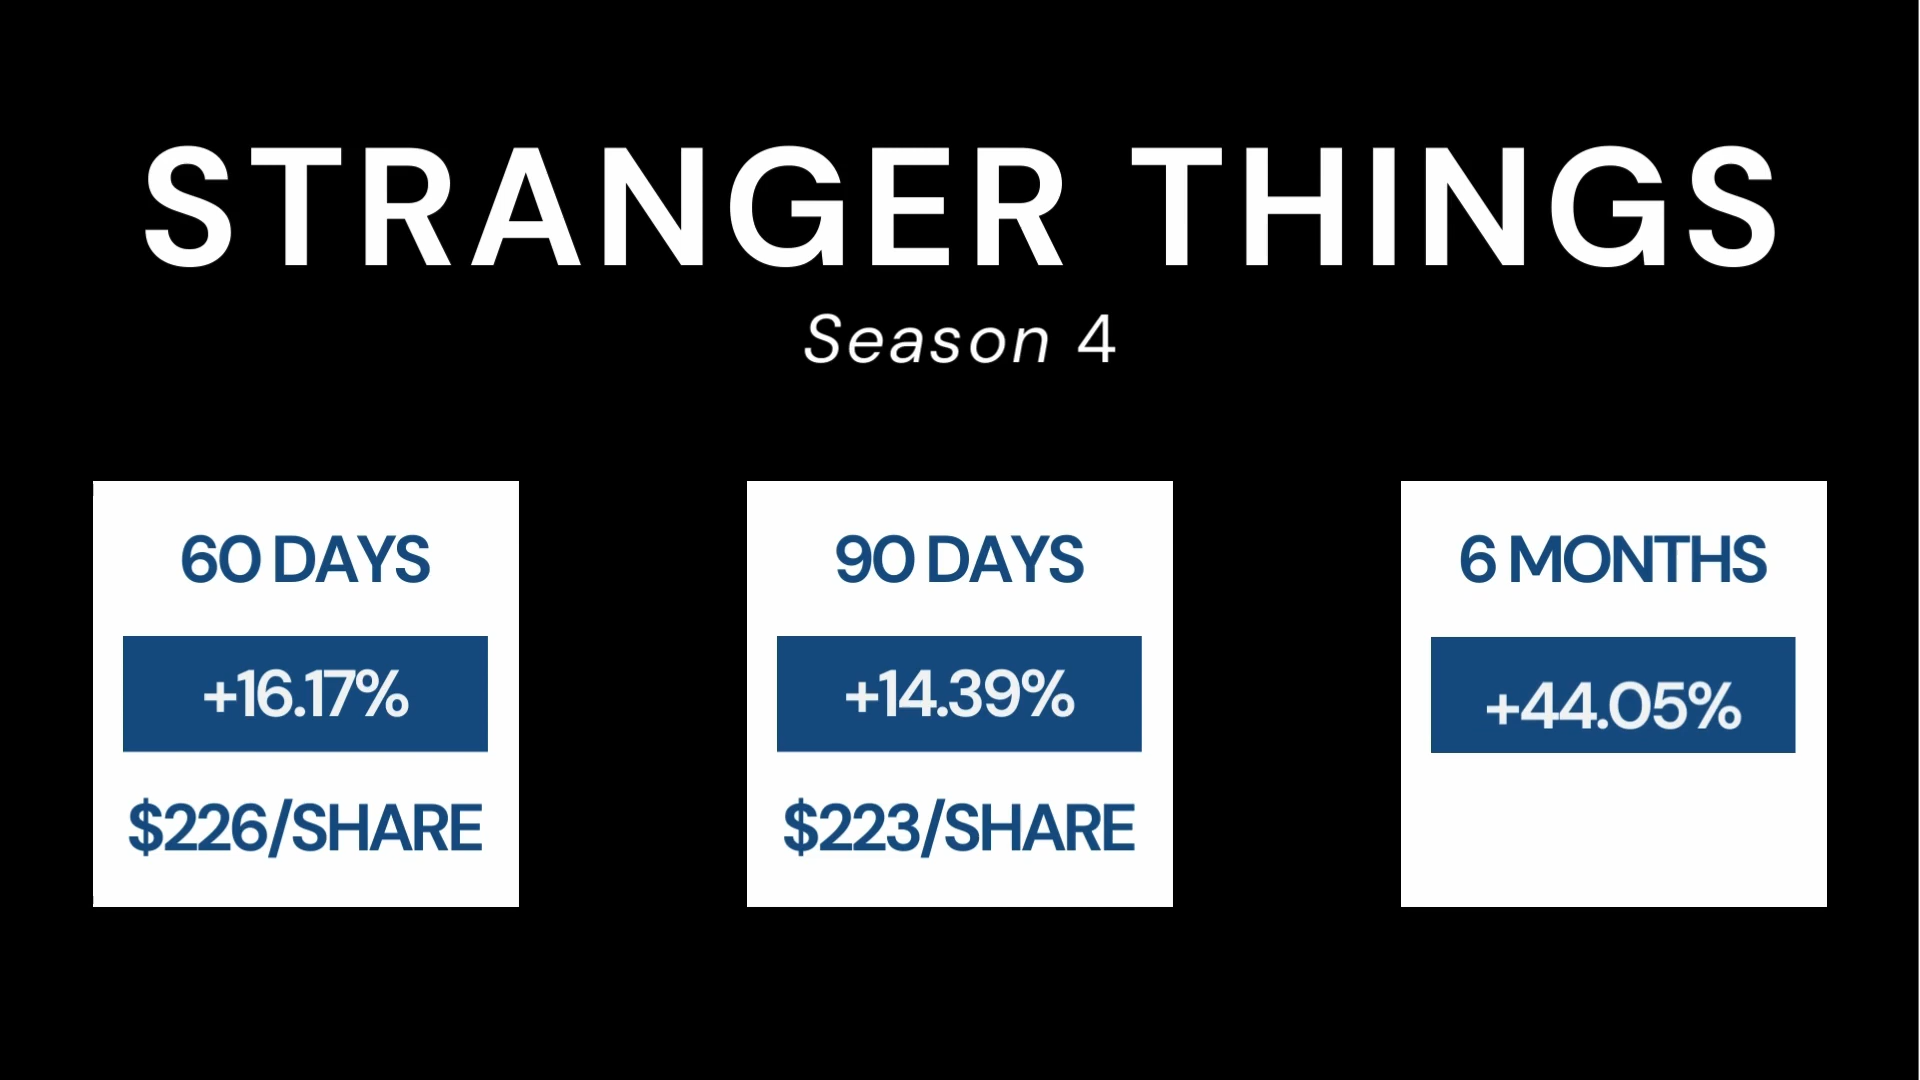 STRANGER THINGS
Season 4
60 DAYS
+16.17%
$226/SHARE
90 DAYS
+14.39%
$223/SHARE
6 MONTHS
+44.05%